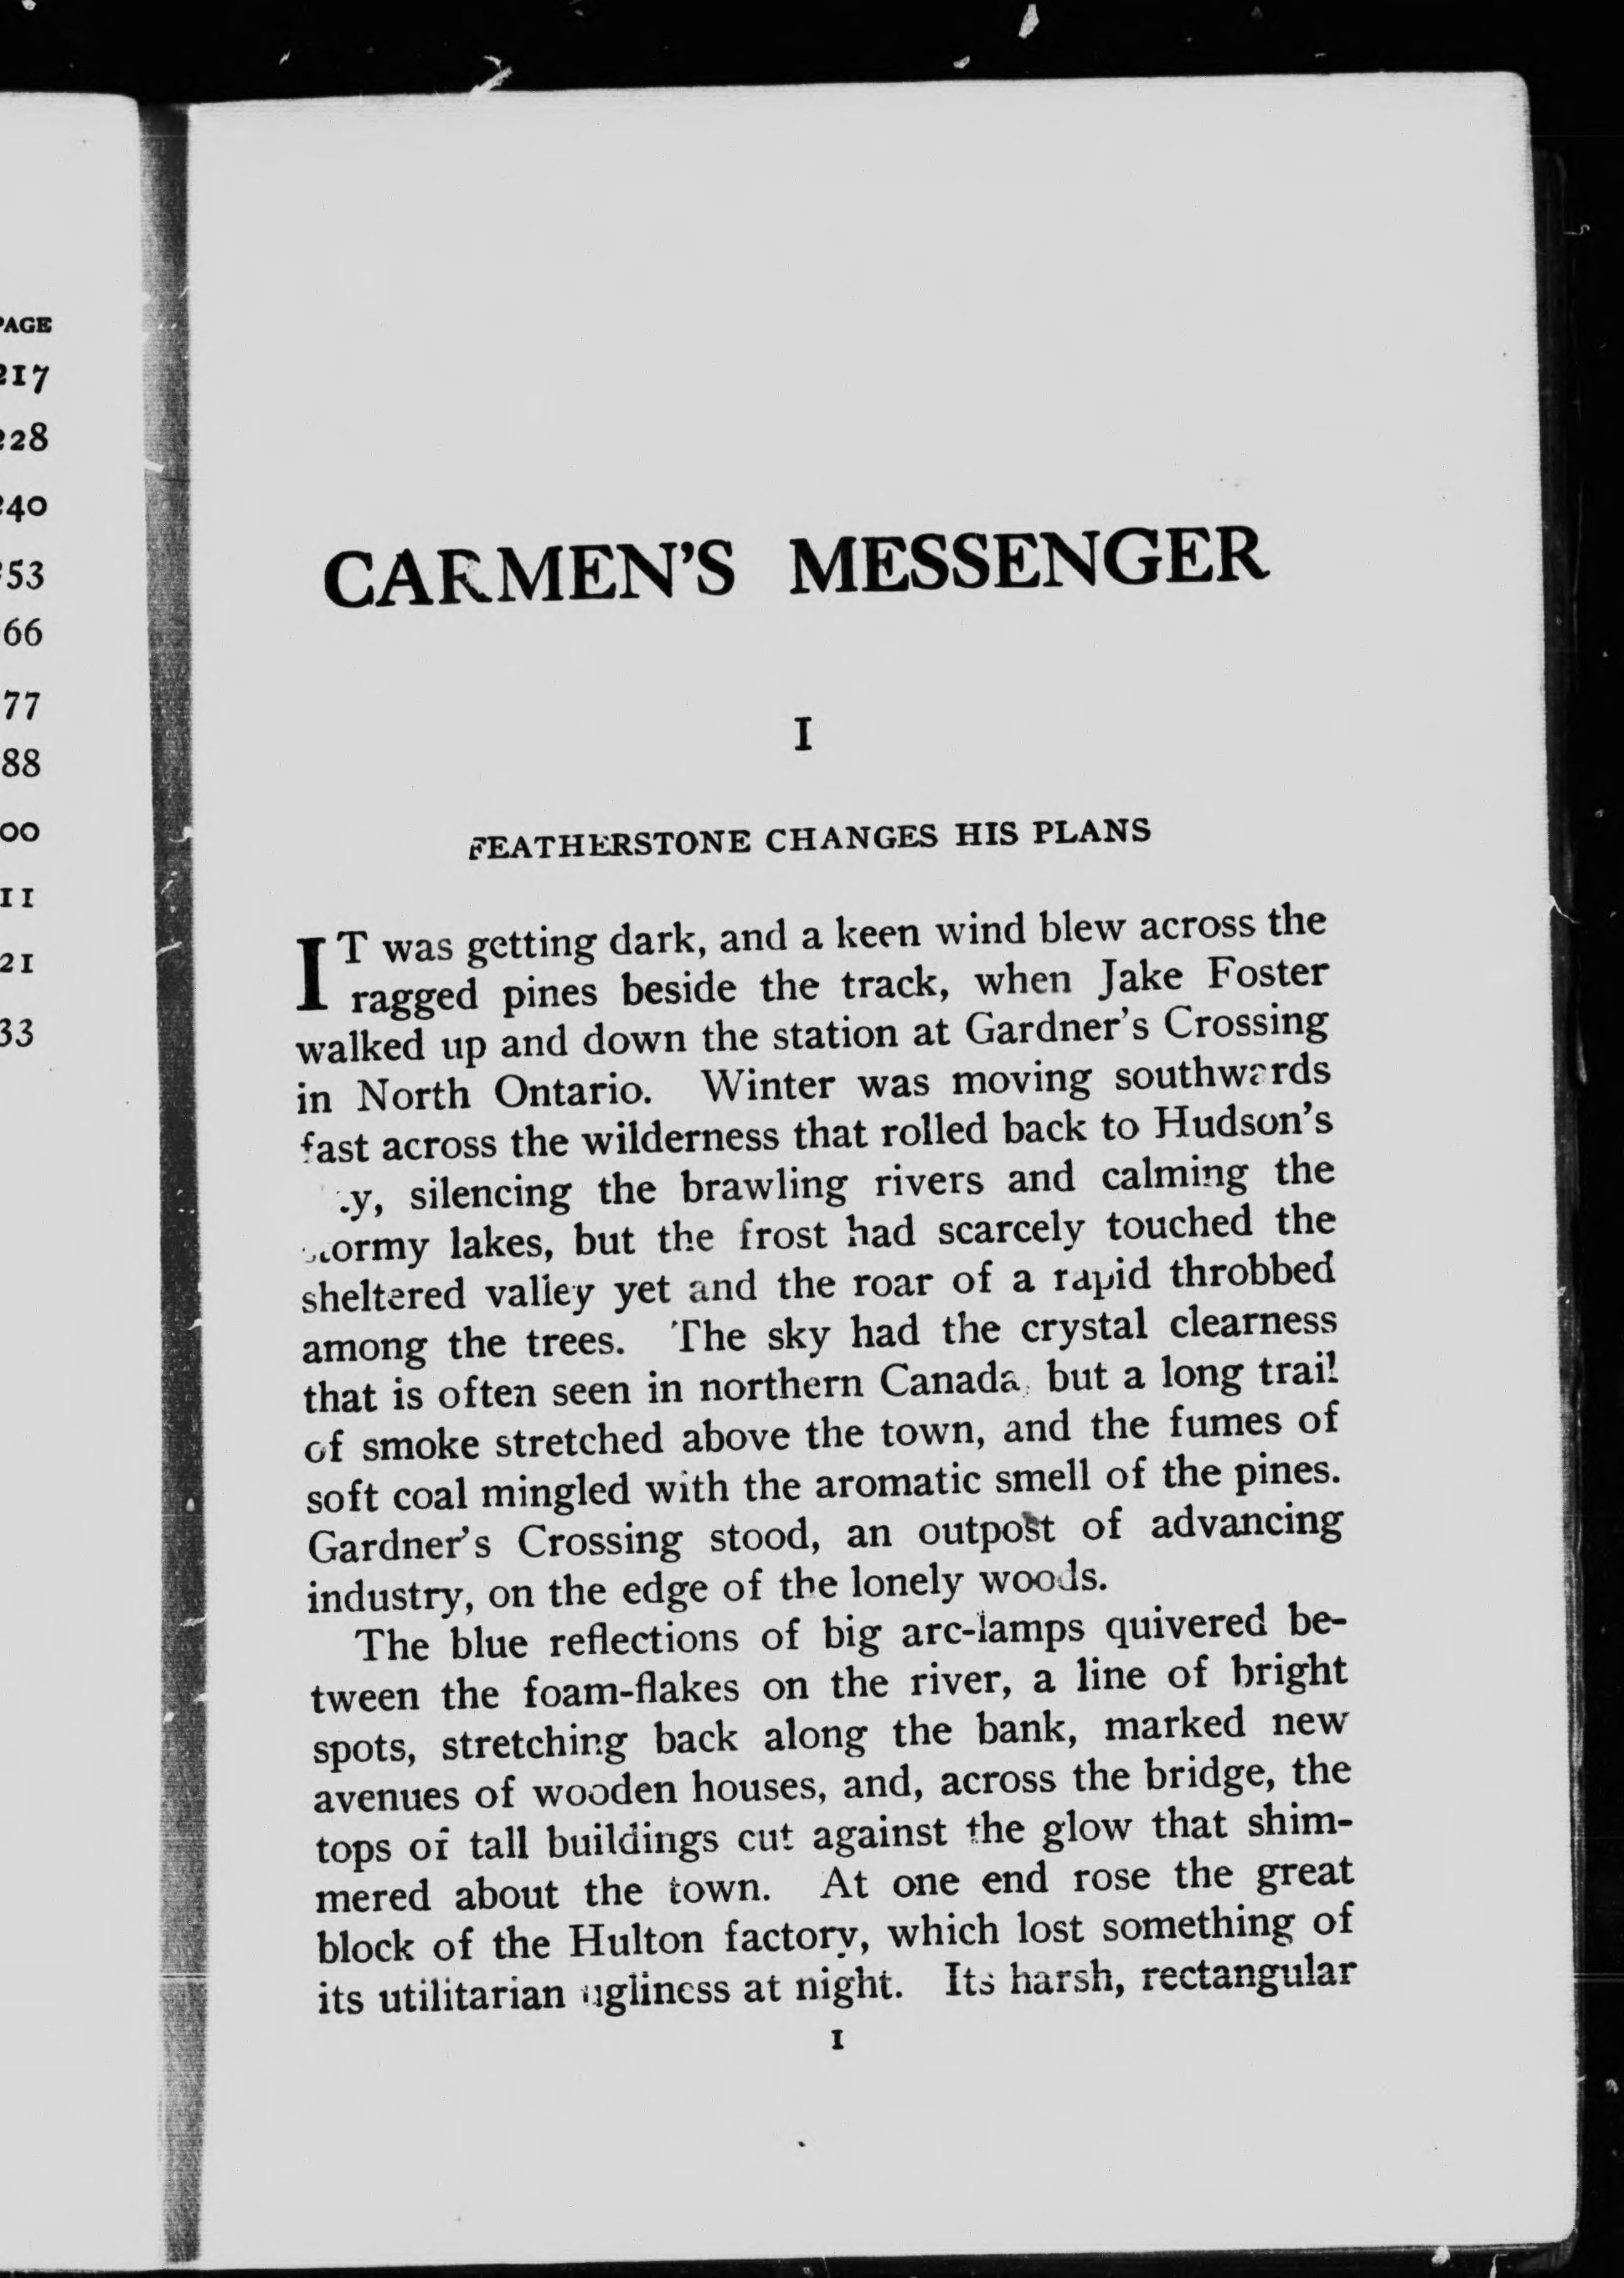 PAGE
217
228
240
53
66
77
88
00
11
21
33
CARMEN'S MESSENGER
I
FEATHERSTONE CHANGES HIS PLANS
IT was getting dark, and a keen wind blew across the
ragged pines beside the track, when Jake Foster
walked up and down the station at Gardner's Crossing
in North Ontario. Winter was moving southwards
fast across the wilderness that rolled back to Hudson's
silencing the brawling rivers and calming the
lakes, but the frost had scarcely touched the
sheltered valley yet and the roar of a rapid throbbed
among the trees. The sky had the crystal clearness
that is often seen in northern Canada, but a long trail
of smoke stretched above the town, and the fumes of
soft coal mingled with the aromatic smell of the pines.
Gardner's Crossing stood, an outpost of advancing
industry, on the edge of the lonely woods.
The blue reflections of big arc-lamps quivered be-
tween the foam-flakes on the river, a line of bright
spots, stretching back along the bank, marked new
avenues of wooden houses, and, across the bridge, the
tops of tall buildings cut against the glow that shim-
mered about the town. At one end rose the great
block of the Hulton factory, which lost something of
its utilitarian ugliness at night. Its harsh, rectangular
1